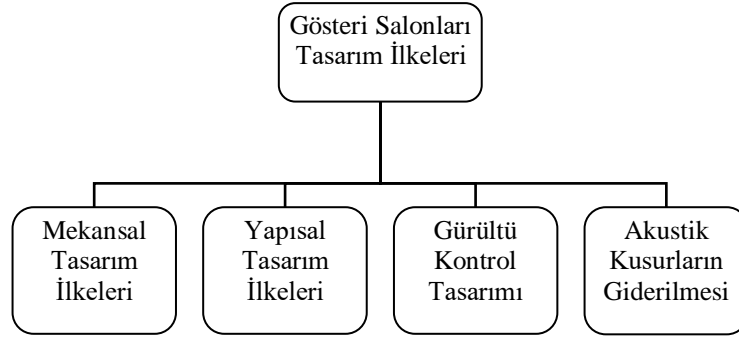 Gösteri Salonları
Tasarım İlkeleri
Mekansal
Tasarım
İlkeleri
Yapısal
Tasarım
İlkeleri
Gürültü
Kontrol
Tasarımı
Akustik
Kusurların
Giderilmesi